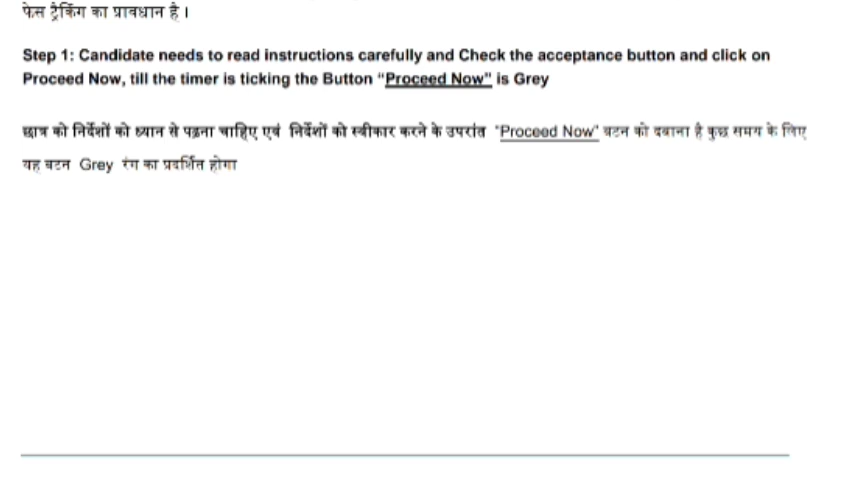 फेस ट्रैकिंग का प्रावधान है ।
Step 1: Candidate needs to read instructions carefully and Check the acceptance button and click on
Proceed Now, till the timer is ticking the Button “Proceed Now" is Grey
छात्र को निर्देशों को ध्यान से पढ़ना चाहिए एवं निर्देशों को स्वीकार करने के उपरांत "Proceed Now" बटन को दबाना है कुछ समय के लिए
यह बटन Grey रंग का प्रदर्शित होगा